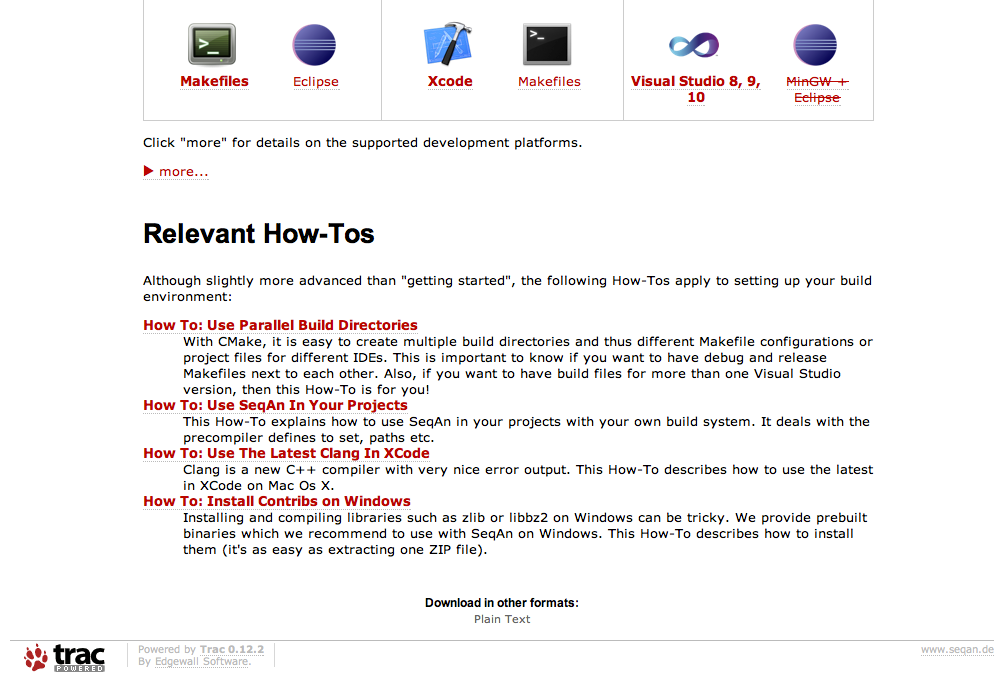 Makefiles
Eclipse
Xcode
Makefiles
Visual Studio 8, 9,
10
MinGW +
Eclipse
Click "more" for details on the supported development platforms.
more...
Relevant How-Tos
Although slightly more advanced than "getting started", the following How-Tos apply to setting up your build
environment:
How To: Use Parallel Build Directories
With CMake, it is easy to create multiple build directories and thus different Makefile configurations or
project files for different IDEs. This is important to know if you want to have debug and release
Makefiles next to each other. Also, if you want to have build files for more than one Visual Studio
version, then this How-To is for you!
How To: Use SeqAn In Your Projects
This How-To explains how to use SeqAn in your projects with your own build system. It deals with the
precompiler defines to set, paths etc.
How To: Use The Latest Clang In XCode
Clang is a new C++ compiler with very nice error output. This How-To describes how to use the latest
in XCode on Mac Os X.
How To: Install Contribs on Windows
Installing and compiling libraries such as zlib or libbz2 on Windows can be tricky. We provide prebuilt
binaries which we recommend to use with SeqAn on Windows. This How-To describes how to install
them (it's as easy as extracting one ZIP file).
Download in other formats:
Plain Text
trac
POWERED
Powered by Trac 0.12.2
By Edgewall Software.
www.seqan.de